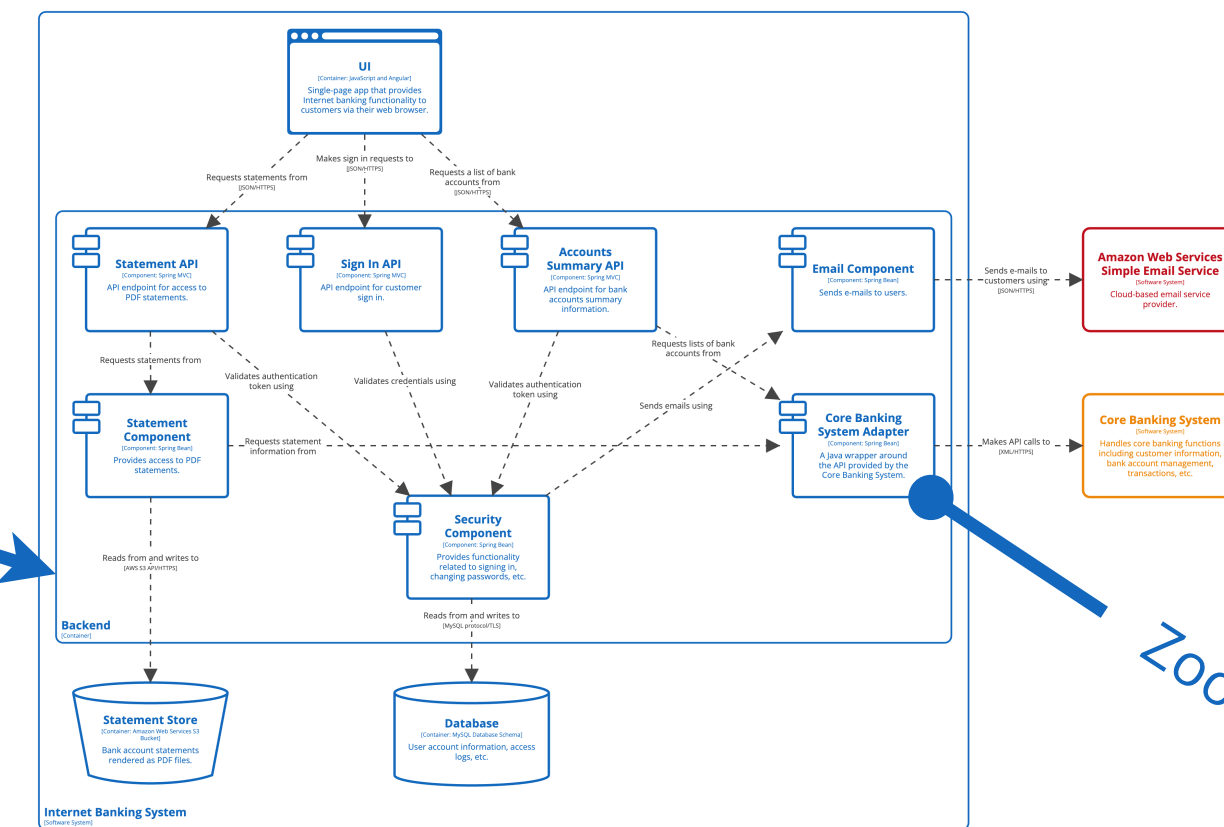 UI
[Container: JavaScript and Angular]
Single-page app that provides
Internet banking functionality to
customers via their web browser.
Requests statements from
[JSON/HTTPS]
Makes sign in requests to
[JSON/HTTPS]
Requests a list of bank
accounts from
[JSON/HTTPS]
Statement API
[Component: Spring MVC]
API endpoint for access to
PDF statements.
Sign In API
[Component: Spring MVC]
API endpoint for customer
sign in.
Accounts
Summary API
[Component: Spring MVC]
API endpoint for bank
accounts summary
information.
Email Component
[Component: Spring Bean]
Sends e-mails to users.
Sends e-mails to
customers using
[JSON/HTTPS]
Amazon Web Services
Simple Email Service
[Software System]
Cloud-based email service
provider.
Requests statements from
Validates authentication
token using
Validates credentials using
Validates authentication
token using
Requests lists of bank
accounts from
Sends emails using
Statement
Component
[Component: Spring Bean]
Provides access to PDF
statements.
Requests statement
information from
Core Banking
System Adapter
[Component: Spring Bean]
A Java wrapper around
the API provided by the
Core Banking System.
Makes API calls to
[XML/HTTPS]
Core Banking System
[Software System]
Handles core banking functions
including customer information,
bank account management,
transactions, etc.
Security
Component
[Component: Spring Bean]
Provides functionality
related to signing in,
changing passwords, etc.
Reads from and writes to
[AWS S3 API/HTTPS]
Reads from and writes to
[MySQL protocol/TLS]
Backend
[Container]
Zoo
Statement Store
[Container: Amazon Web Services S3
Bucket]
Bank account statements
rendered as PDF files.
Database
[Container: MySQL Database Schema]
User account information, access
logs, etc.
Internet Banking System
[Software System]